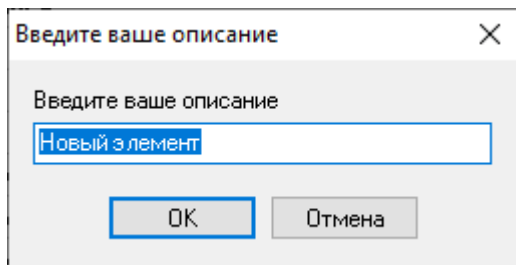 Введите ваше описание
Введите ваше описание
Новый элемент
OK
Отмена